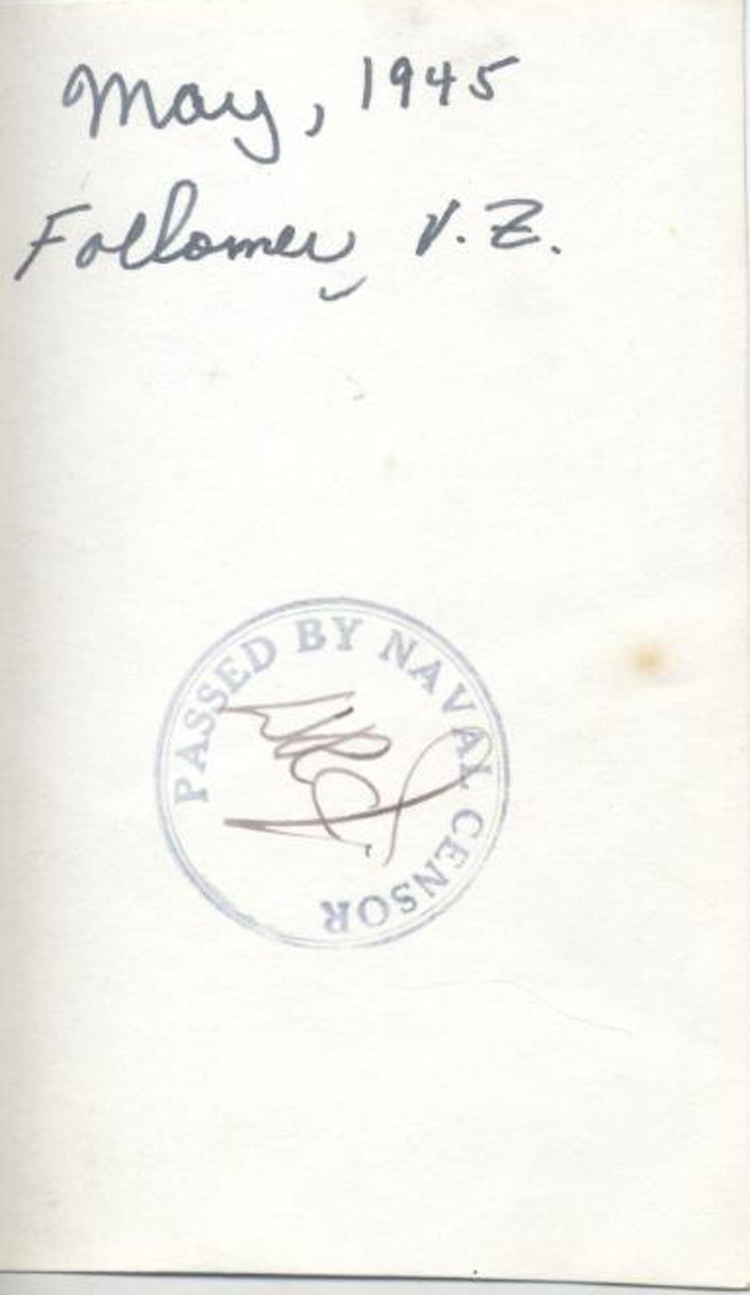 May, 1945
Follomer V.Z.
PASSED BY NAVAL CENSOR